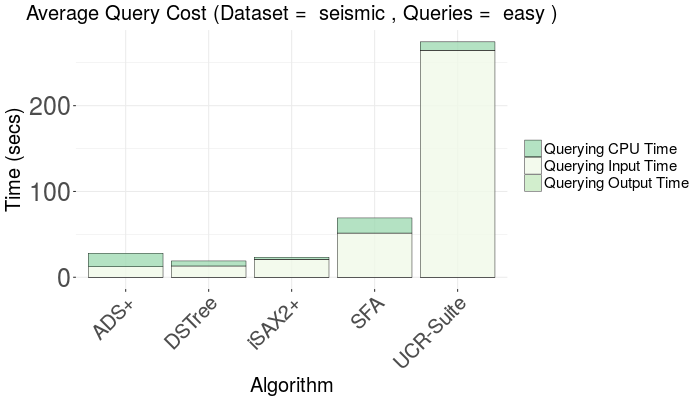 Average Query Cost (Dataset = seismic , Queries = easy )
Time (secs)
200
100
0
ADS+
DSTree
iSAX2+
SFA
UCR-Suite
Algorithm
Querying CPU Time
Querying Input Time
Querying Output Time